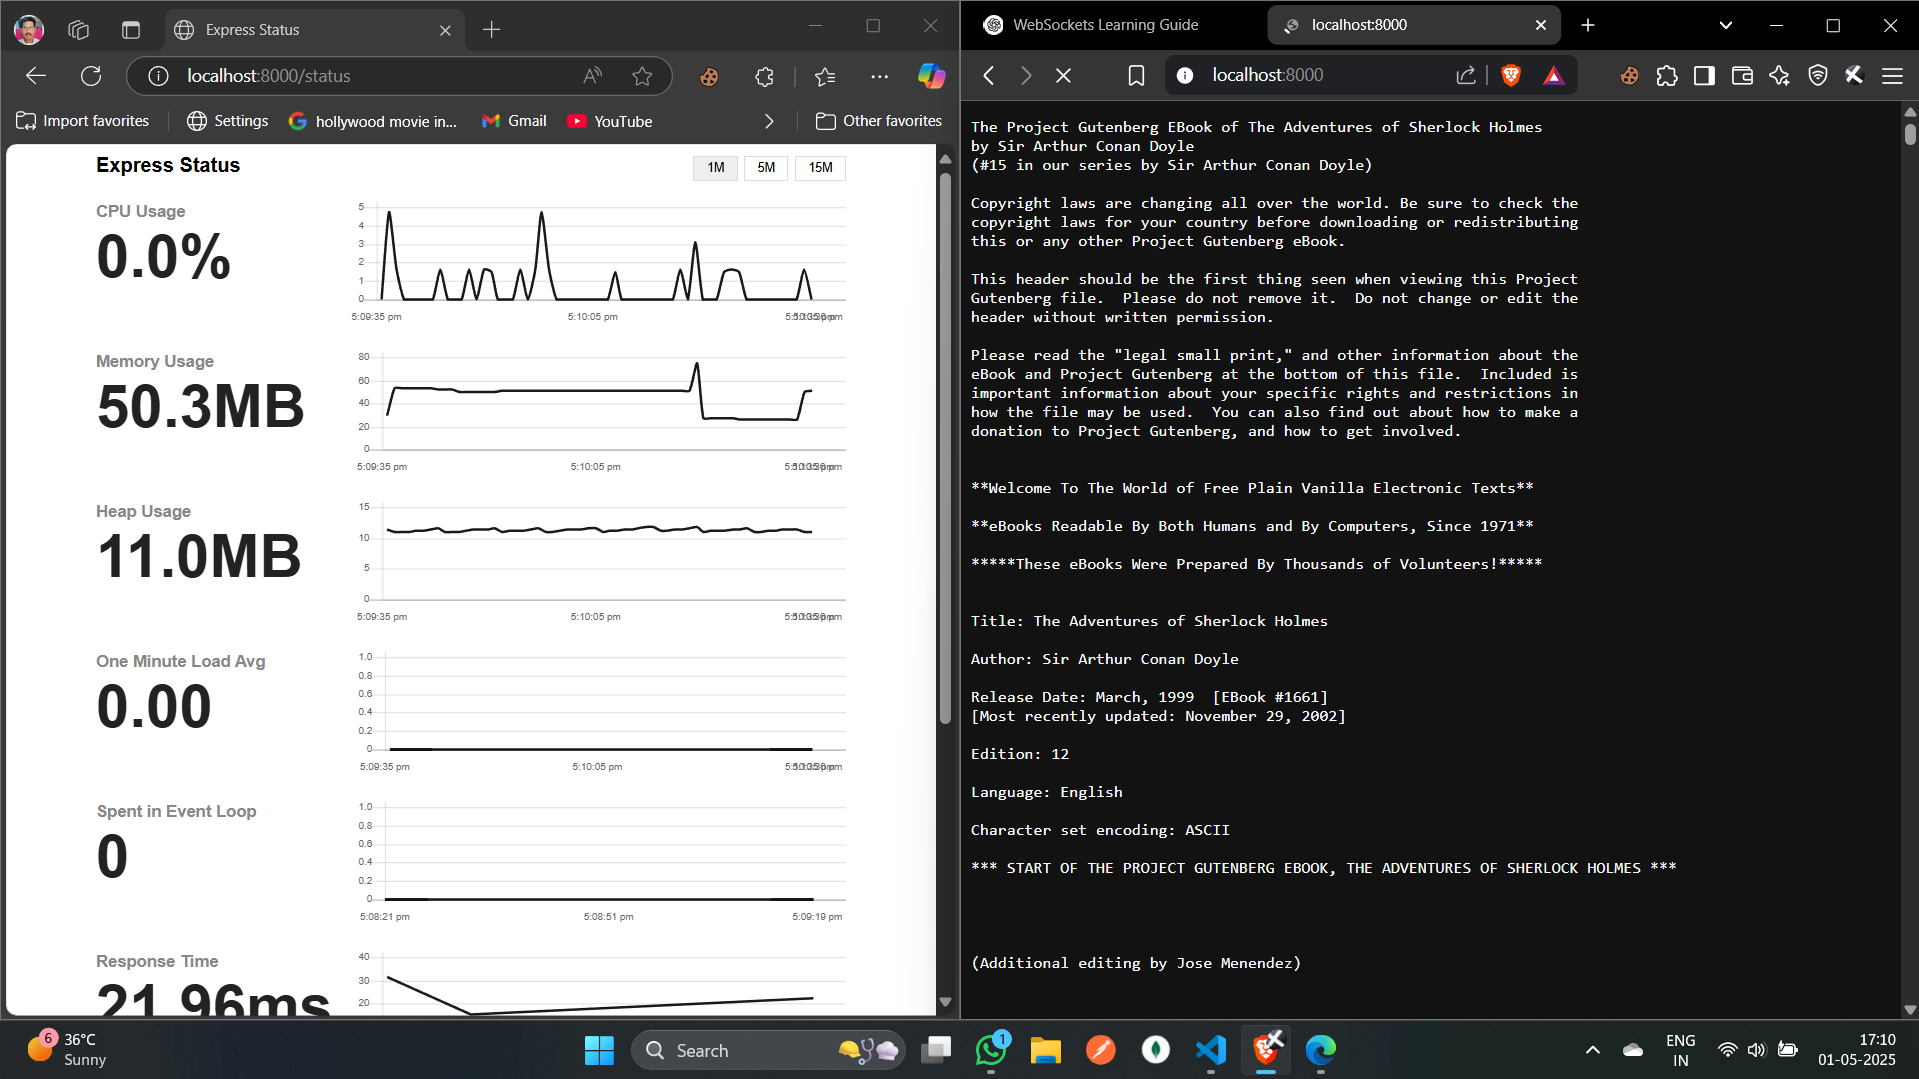 Express Status
localhost:8000/status
Import favorites
Settings
hollywood movie in...
Gmail
YouTube
Other favorites
Express Status
1M
5M
15M
CPU Usage
0.0%
5
4
3
2
1
0
5:09:35 pm
5:10:05 pm
Memory Usage
50.3MB
80
60
40
20
0
5:09:35 pm
5:10:05 pm
Heap Usage
11.0MB
15
10
5
0
5:09:35 pm
5:10:05 pm
One Minute Load Avg
0.00
1.0
0.8
0.6
0.4
0.2
0
5:09:35 pm
5:10:05 pm
Spent in Event Loop
0
1.0
0.8
0.6
0.4
0.2
0
5:08:21 pm
5:08:51 pm
5:09:19 pm
Response Time
21.96ms
40
30
20
WebSockets Learning Guide
localhost:8000
localhost:8000
The Project Gutenberg EBook of The Adventures of Sherlock Holmes
by Sir Arthur Conan Doyle
(#15 in our series by Sir Arthur Conan Doyle)
Copyright laws are changing all over the world. Be sure to check the
copyright laws for your country before downloading or redistributing
this or any other Project Gutenberg eBook.
This header should be the first thing seen when viewing this Project
Gutenberg file.  Please do not remove it.  Do not change or edit the
header without written permission.
Please read the "legal small print," and other information about the
eBook and Project Gutenberg at the bottom of this file.  Included is
important information about your specific rights and restrictions in
how the file may be used.  You can also find out about how to make a
donation to Project Gutenberg, and how to get involved.
**Welcome To The World of Free Plain Vanilla Electronic Texts**
**eBooks Readable By Both Humans and By Computers, Since 1971**
*****These eBooks Were Prepared By Thousands of Volunteers!*****
Title: The Adventures of Sherlock Holmes
Author: Sir Arthur Conan Doyle
Release Date: March, 1999  [EBook #1661]
[Most recently updated: November 29, 2002]
Edition: 12
Language: English
Character set encoding: ASCII
*** START OF THE PROJECT GUTENBERG EBOOK, THE ADVENTURES OF SHERLOCK HOLMES ***
(Additional editing by Jose Menendez)
6
36°C
Sunny
Search
1
ENG
IN
17:10
01-05-2025